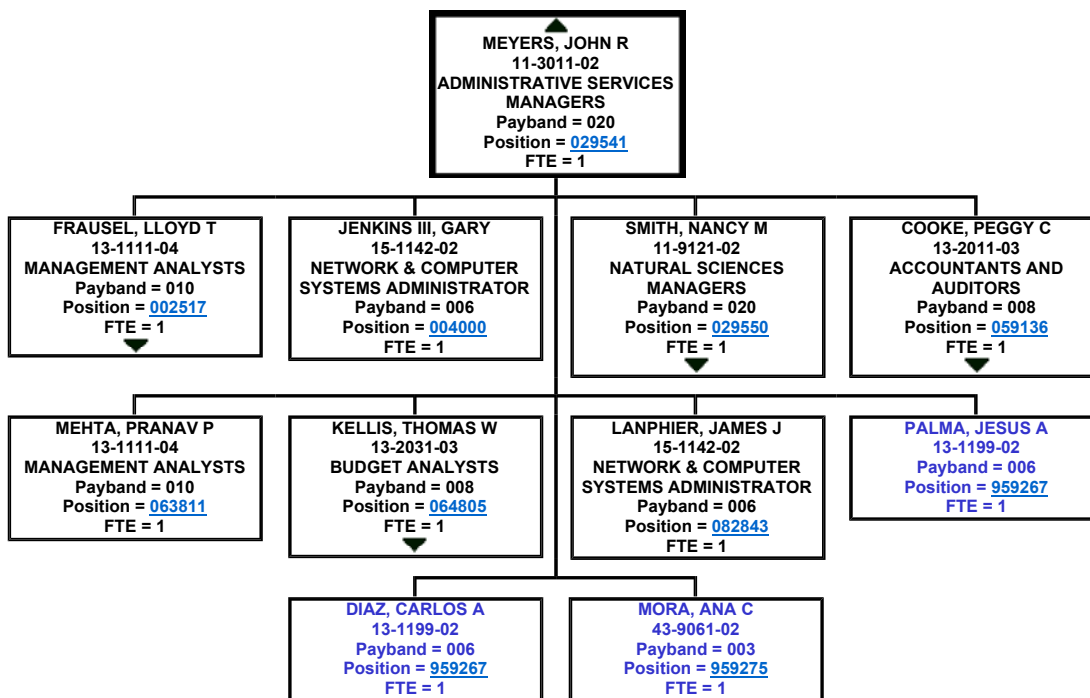 MEYERS, JOHN R
11-3011-02
ADMINISTRATIVE SERVICES
MANAGERS
Payband = 020
Position = 029541
FTE = 1
FRAUSEL, LLOYD T
13-1111-04
MANAGEMENT ANALYSTS
Payband = 010
Position = 002517
FTE = 1
JENKINS III, GARY
15-1142-02
NETWORK & COMPUTER
SYSTEMS ADMINISTRATOR
Payband = 006
Position = 004000
FTE = 1
SMITH, NANCY M
11-9121-02
NATURAL SCIENCES
MANAGERS
Payband = 020
Position = 029550
FTE = 1
COOKE, PEGGY C
13-2011-03
ACCOUNTANTS AND
AUDITORS
Payband = 008
Position = 059136
FTE = 1
MEHTA, PRANAV P
13-1111-04
MANAGEMENT ANALYSTS
Payband = 010
Position = 063811
FTE = 1
KELLIS, THOMAS W
13-2031-03
BUDGET ANALYSTS
Payband = 008
Position = 064805
FTE = 1
LANPHIER, JAMES J
15-1142-02
NETWORK & COMPUTER
SYSTEMS ADMINISTRATOR
Payband = 006
Position = 082843
FTE = 1
PALMA, JESUS A
13-1199-02
Payband = 006
Position = 959267
FTE = 1
DIAZ, CARLOS A
13-1199-02
Payband = 006
Position = 959267
FTE = 1
MORA, ANA C
43-9061-02
Payband = 003
Position = 959275
FTE = 1